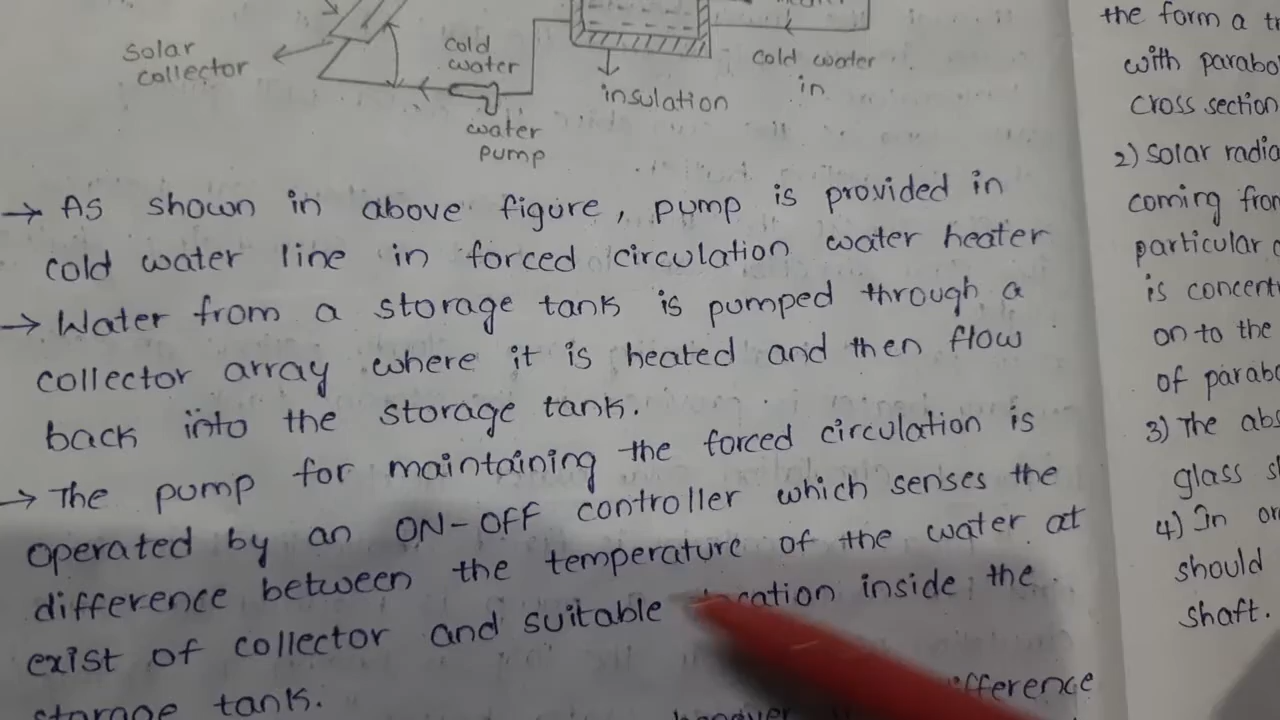 solar
collector
cold
water
water
pump
insulation
cold water
in
→ As shown in above figure, pump is provided in
cold water line in forced circulation water heater
→ Water from a storage tank is pumped through a
collector array where it is heated and then flow
back into the storage tank.
→ The pump for maintaining the forced circulation is
operated by an ON-OFF controller which senses the
difference between the temperature of the water at
exist of collector and suitable location inside the
storage tank.
difference
the form a
with parabo
cross section
2) Solar radia
coming from
particular
is concent
on to the
of parabo
3) The abs
glass s
4) In or
should
shaft.